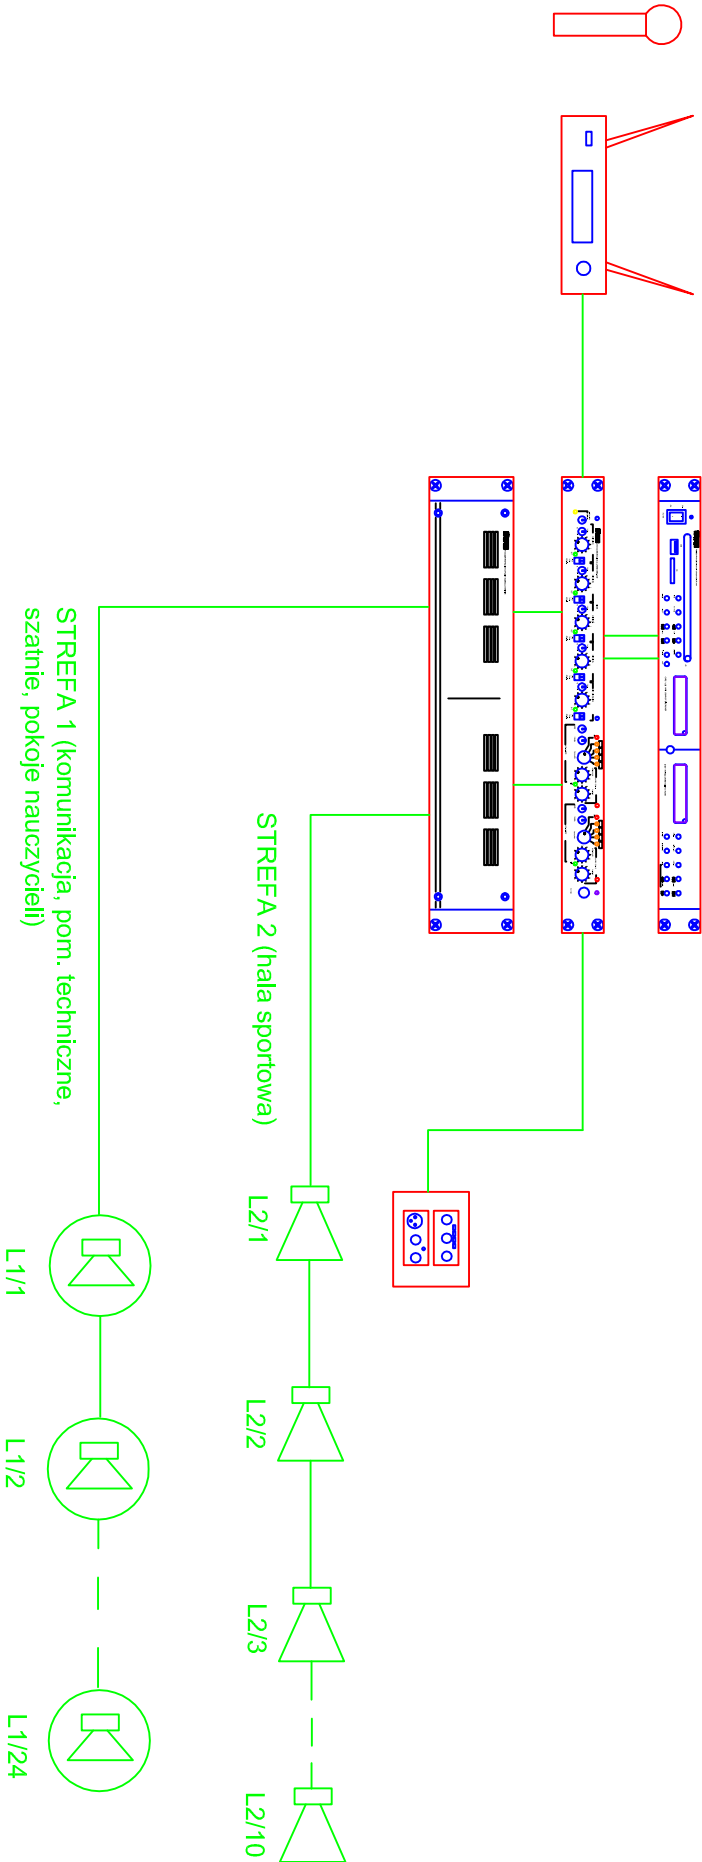 STREFA 1 (komunikacja, pom. techniczne,
szatnie, pokoje nauczycieli)
STREFA 2 (hala sportowa)
L2/1
L2/2
L2/3
L2/10
L1/1
L1/2
L1/24